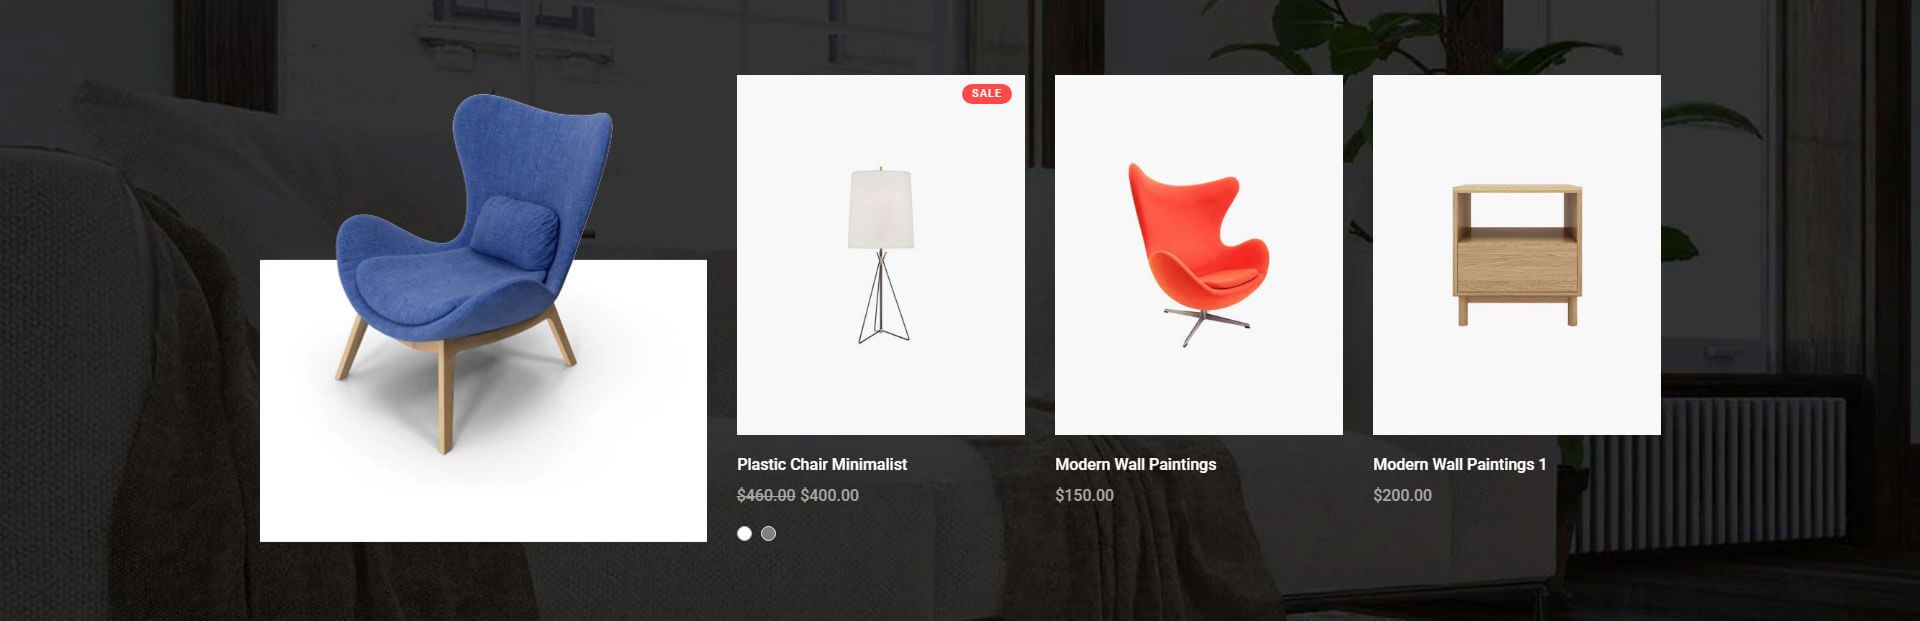 SALE
Plastic Chair Minimalist
$460.00 $400.00
Modern Wall Paintings
$150.00
Modern Wall Paintings 1
$200.00